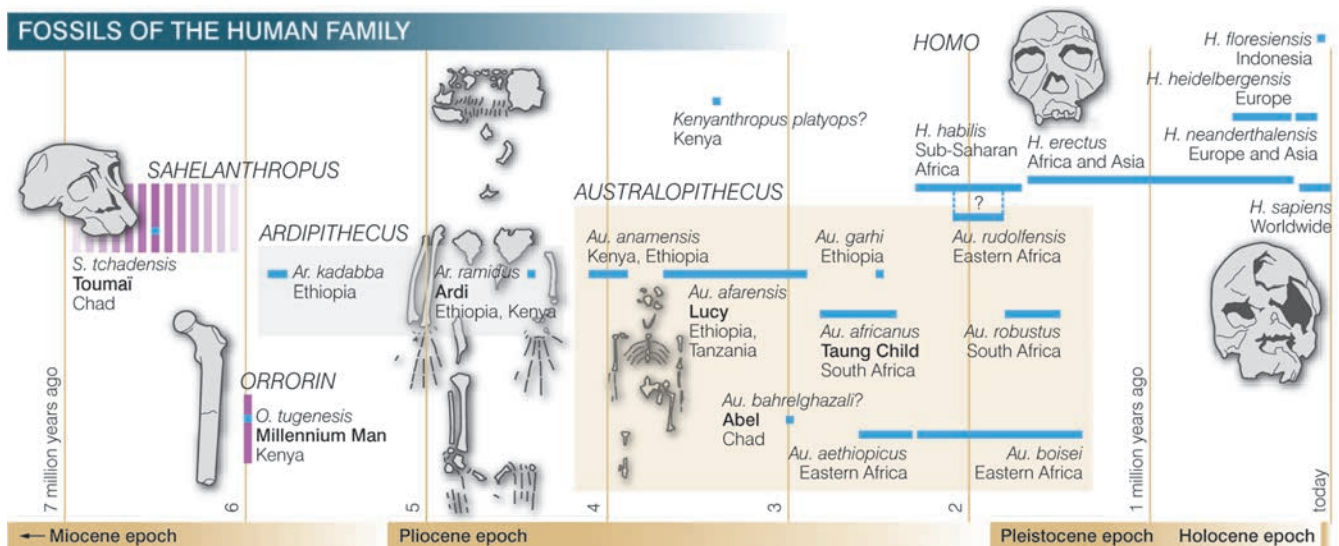 FOSSILS OF THE HUMAN FAMILY
HOMO
H. floresiensis
Indonesia
H. heidelbergensis
Europe
Kenyanthropus platyops?
Kenya
H. habilis
Sub-Saharan
Africa
H. erectus
Africa and Asia
H. neanderthalensis
Europe and Asia
SAHELANTHROPUS
AUSTRALOPITHECUS
?
H. sapiens
Worldwide
ARDIPITHECUS
S. tchadensis
Toumaï
Chad
Ar. kadabba
Ethiopia
Ar. ramidus
Ardi
Ethiopia, Kenya
Au. anamensis
Kenya, Ethiopia
Au. garhi
Ethiopia
Au. rudolfensis
Eastern Africa
Au. afarensis
Lucy
Ethiopia,
Tanzania
Au. africanus
Taung Child
South Africa
Au. robustus
South Africa
ORRORIN
O. tugenesis
Millennium Man
Kenya
Au. bahrelghazali?
Abel
Chad
Au. aethiopicus
Eastern Africa
Au. boisei
Eastern Africa
7 million years ago
6
5
4
3
2
1 million years ago
today
← Miocene epoch
Pliocene epoch
Pleistocene epoch
Holocene epoch